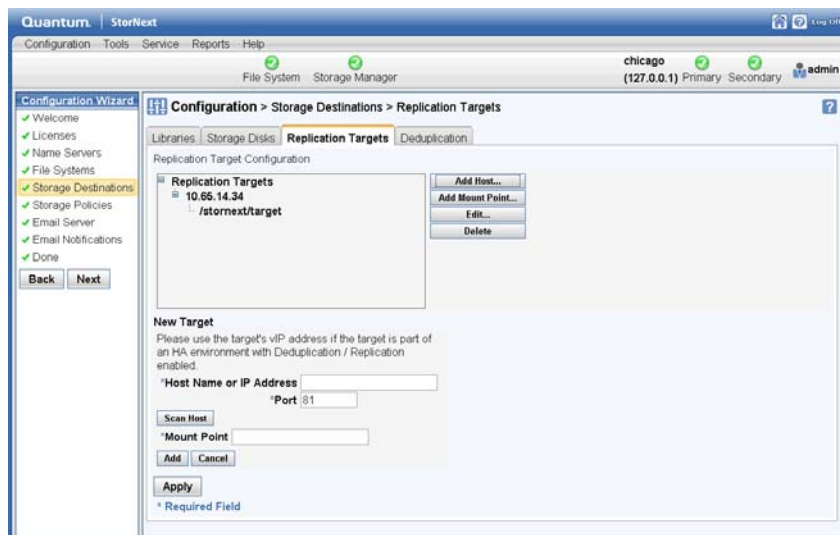 Quantum. StorNext
Log Off
Configuration Tools Service Reports Help
File System Storage Manager
chicago
(127.0.0.1) Primary Secondary
admin
Configuration Wizard
Welcome
Licenses
Name Servers
File Systems
Storage Destinations
Storage Policies
Email Server
Email Notifications
Done
Back Next
Configuration > Storage Destinations > Replication Targets
?
Libraries Storage Disks Replication Targets Deduplication
Replication Target Configuration
Replication Targets
10.65.14.34
/stornext/target
Add Host...
Add Mount Point...
Edit...
Delete
New Target
Please use the target's vIP address if the target is part
of an HA environment with Deduplication / Replication
enabled.
*Host Name or IP Address
*Port 81
Scan Host
*Mount Point
Add Cancel
Apply
* Required Field